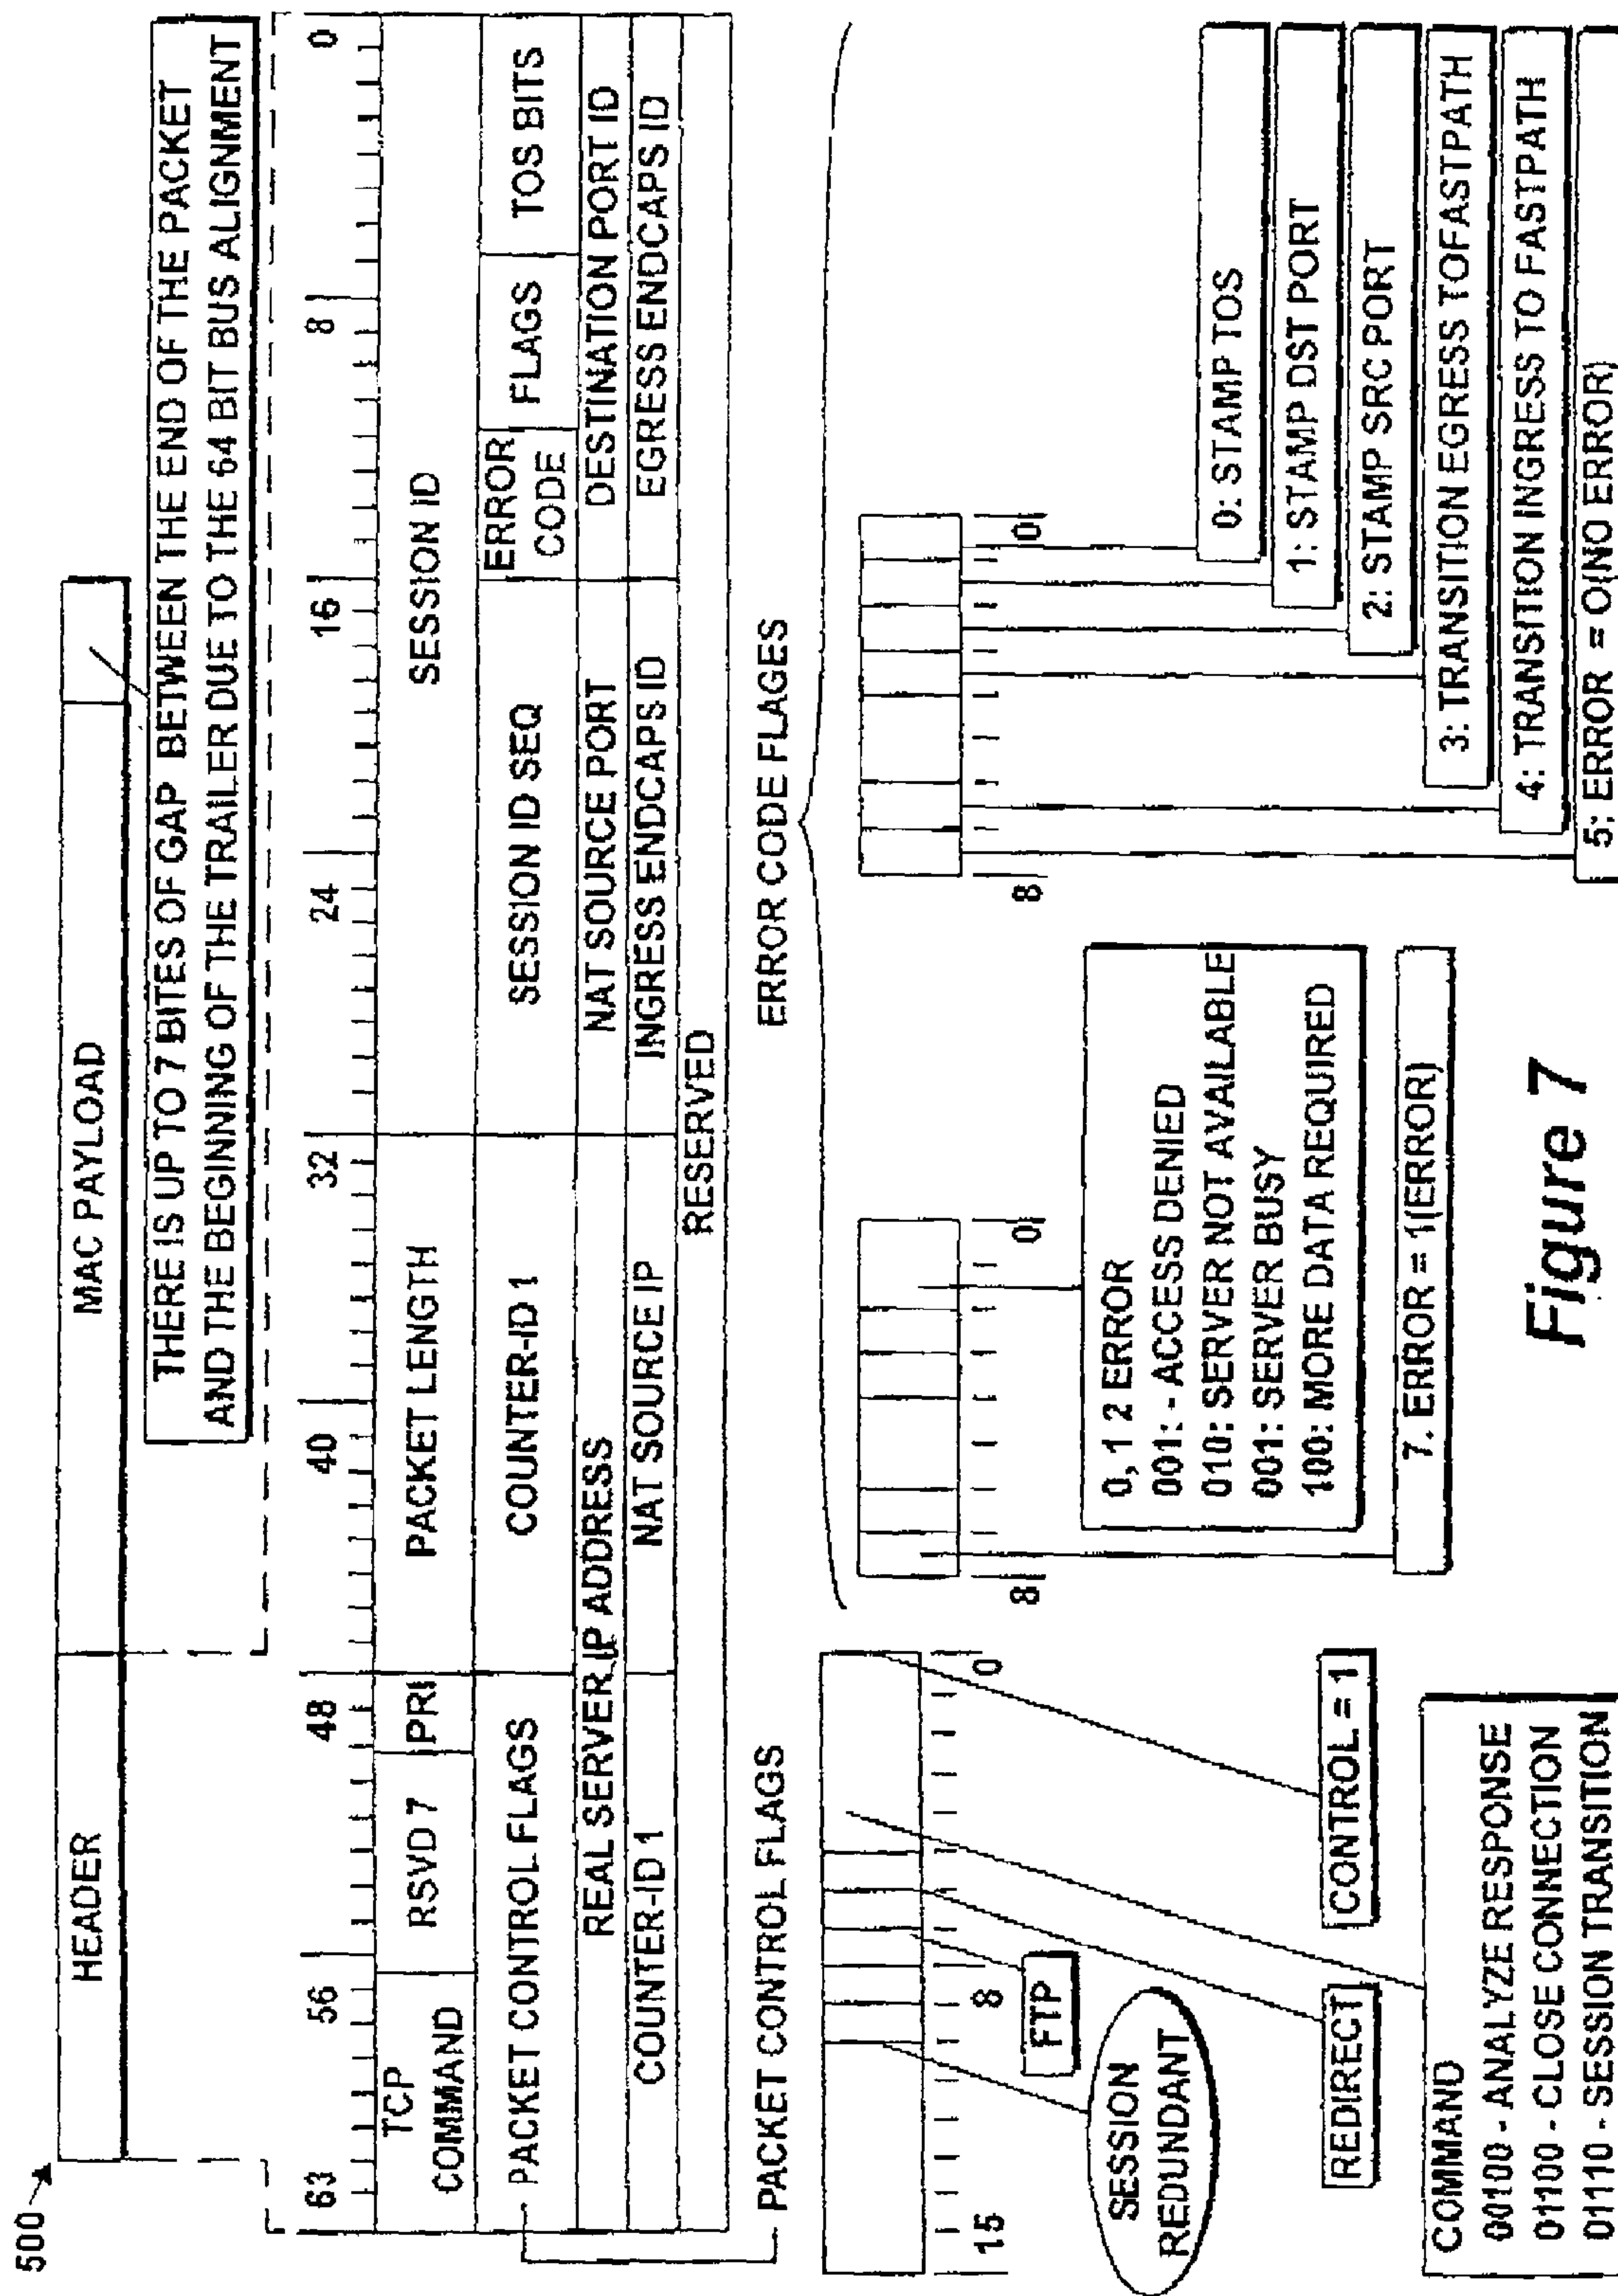 500
HEADER
MAC PAYLOAD
THERE IS UP TO 7 BITES OF GAP BETWEEN THE END OF THE PACKET
AND THE BEGINNING OF THE TRAILER DUE TO THE 64 BIT BUS ALIGNMENT
63 56 48 40 32 24 16 8 0
TCP
COMMAND
RSVD 7
PRI
PACKET LENGTH
SESSION ID
PACKET CONTROL FLAGS
COUNTER-ID 1
SESSION ID SEQ
ERROR
CODE
FLAGS
TOS BITS
REAL SERVER IP ADDRESS
NAT SOURCE PORT
DESTINATION PORT ID
COUNTER-ID 1
NAT SOURCE IP
INGRESS ENDCAPS ID
EGRESS ENDCAPS ID
RESERVED
PACKET CONTROL FLAGS
ERROR CODE FLAGES
15 8 0
SESSION
REDUNDANT
FTP
REDIRECT
CONTROL = 1
COMMAND
00100 - ANALYZE RESPONSE
01100 - CLOSE CONNECTION
01110 - SESSION TRANSITION
8 0
0, 1 2 ERROR
001: - ACCESS DENIED
010: SERVER NOT AVAILABLE
001: SERVER BUSY
100: MORE DATA REQUIRED
7. ERROR = 1(ERROR)
8 0
0: STAMP TOS
1: STAMP DST PORT
2: STAMP SRC PORT
3: TRANSITION EGRESS TOFASTPATH
4: TRANSITION INGRESS TO FASTPATH
5: ERROR = O(NO ERROR)
Figure 7